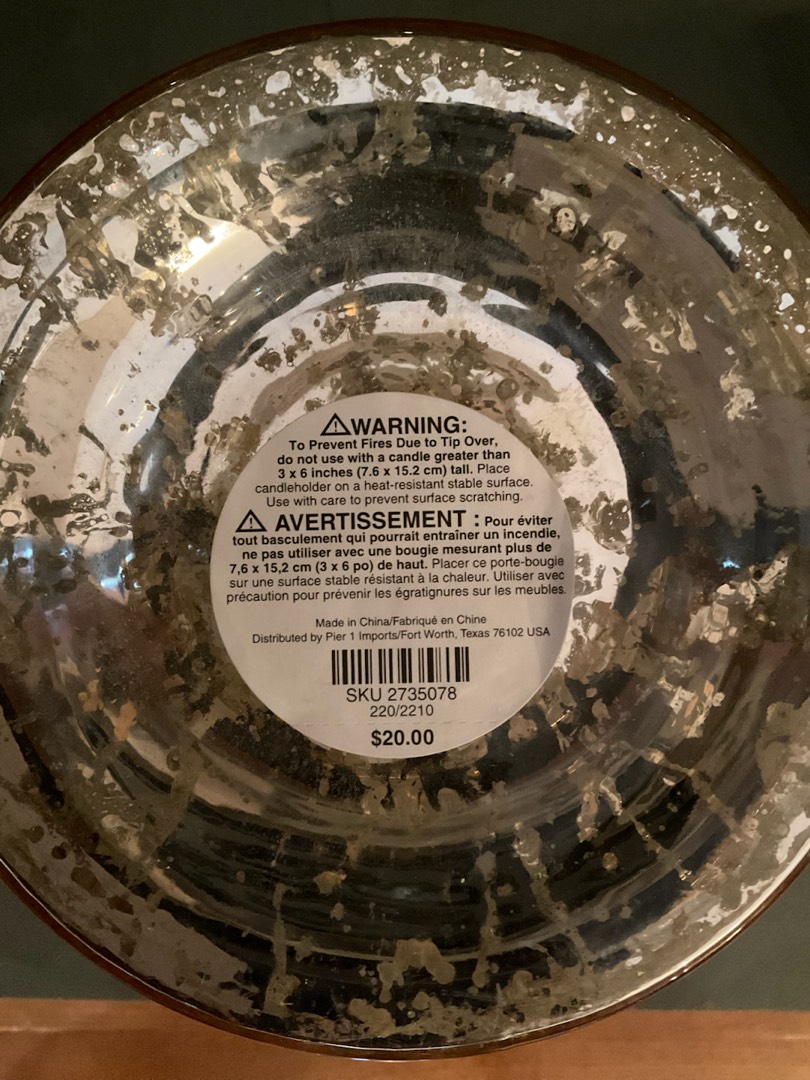 ⚠WARNING:
To Prevent Fires Due to Tip Over,
do not use with a candle greater than
3 x 6 inches (7.6 x 15.2 cm) tall. Place
candleholder on a heat-resistant stable surface.
Use with care to prevent surface scratching.
⚠ AVERTISSEMENT : Pour éviter
tout basculement qui pourrait entraîner un incendie,
ne pas utiliser avec une bougie mesurant plus de
7,6 x 15,2 cm (3 x 6 po) de haut. Placer ce porte-bougie
sur une surface stable résistant à la chaleur. Utiliser avec
précaution pour prévenir les égratignures sur les meubles.
Made in China/Fabriqué en Chine
Distributed by Pier 1 Imports/Fort Worth, Texas 76102 USA
SKU 2735078
220/2210
$20.00